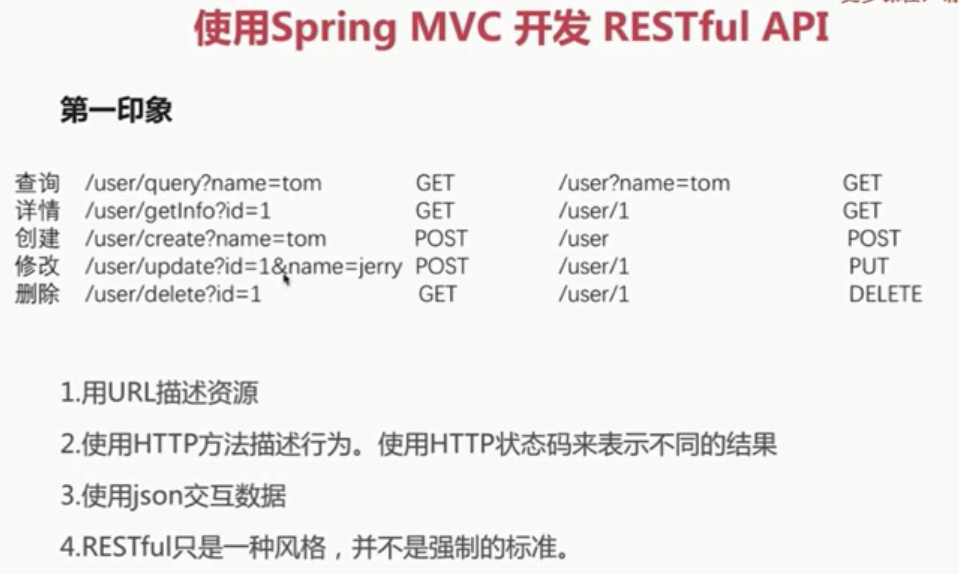 使用Spring MVC 开发 RESTful API
第一印象
查询 /user/query?name=tom GET /user?name=tom GET
详情 /user/getInfo?id=1 GET /user/1 GET
创建 /user/create?name=tom POST /user POST
修改 /user/update?id=1&name=jerry POST /user/1 PUT
删除 /user/delete?id=1 GET /user/1 DELETE
1.用URL描述资源
2.使用HTTP方法描述行为。使用HTTP状态码来表示不同的结果
3.使用json交互数据
4.RESTful只是一种风格，并不是强制的标准。